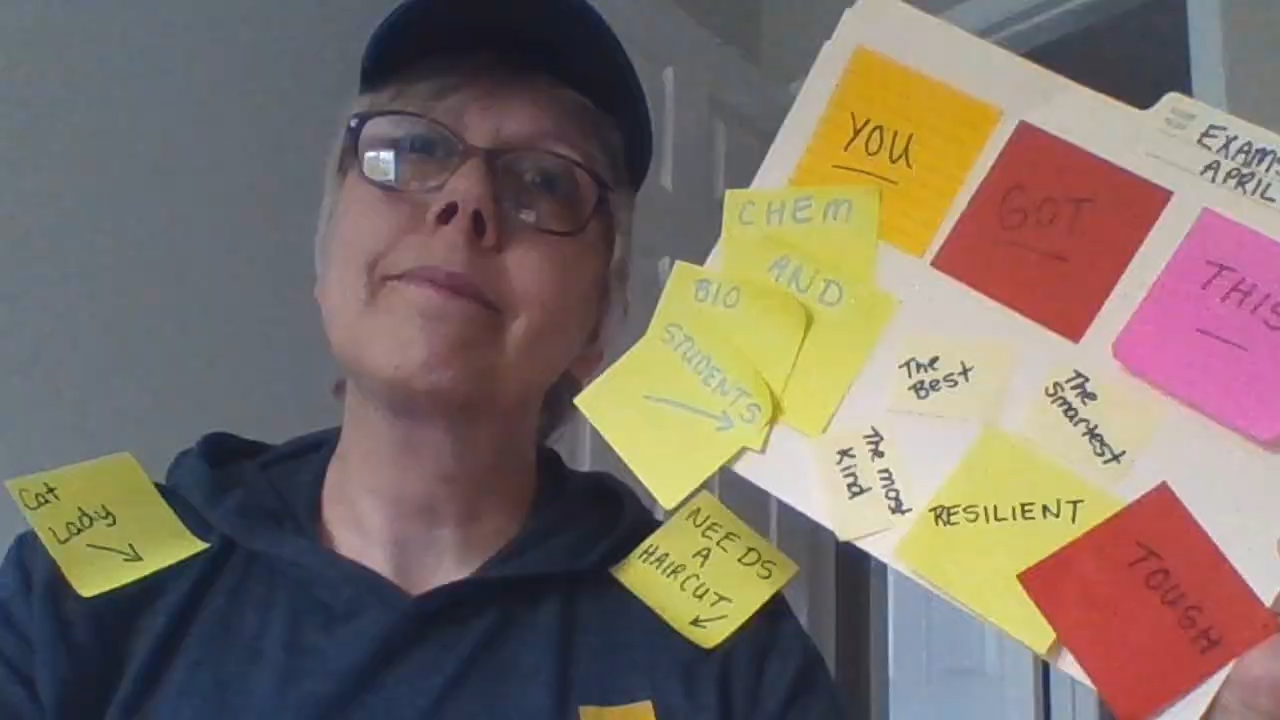 YOU
GOT
THIS
EXAM
APRIL
CHEM
AND
BIO
STUDENTS
The
Best
The
Smartest
The most
Kind
RESILIENT
TOUGH
Cat
Lady
NEEDS
A
HAIRCUT